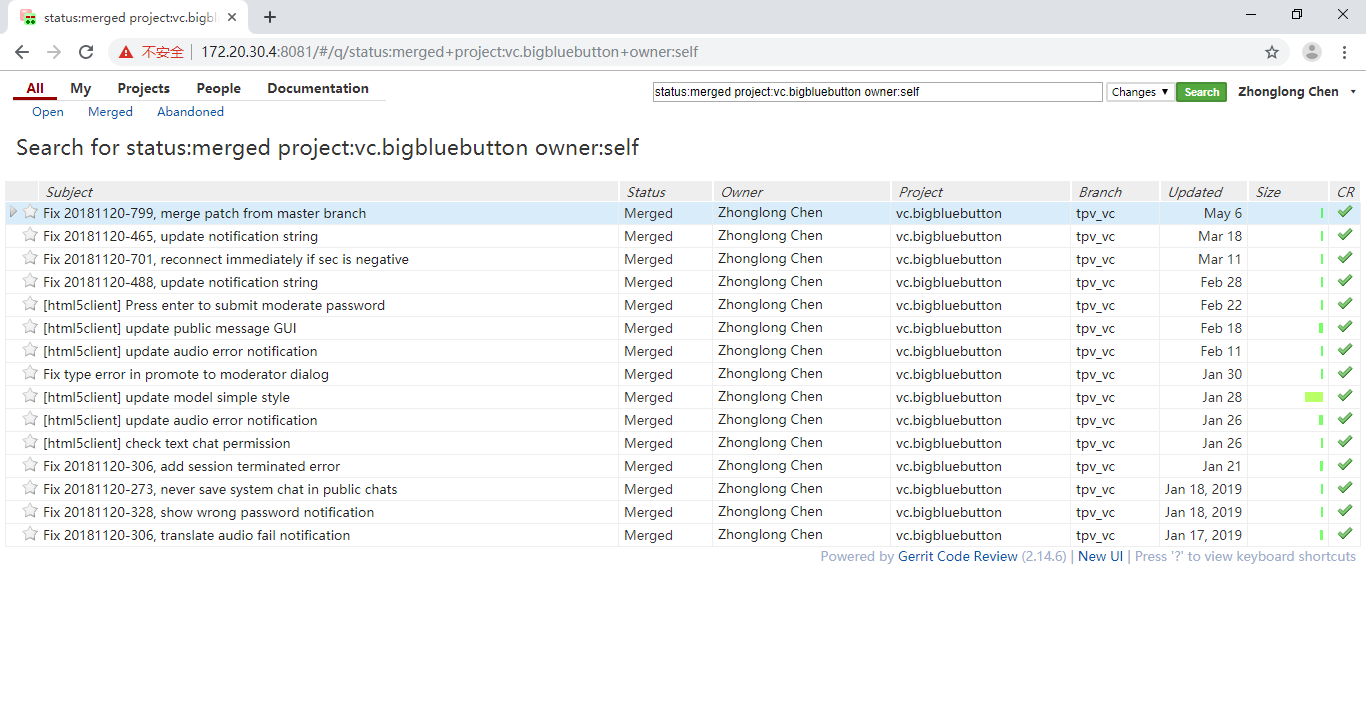 status:merged project:vc.bigbl
不安全 172.20.30.4:8081/#/q/status:merged+project:vc.bigbluebutton+owner:self
All My Projects People Documentation
status:merged project:vc.bigbluebutton owner:self Changes Search Zhonglong Chen
Open Merged Abandoned
Search for status:merged project:vc.bigbluebutton owner:self
Subject Status Owner Project Branch Updated Size CR
Fix 20181120-799, merge patch from master branch Merged Zhonglong Chen vc.bigbluebutton tpv_vc May 6
Fix 20181120-465, update notification string Merged Zhonglong Chen vc.bigbluebutton tpv_vc Mar 18
Fix 20181120-701, reconnect immediately if sec is negative Merged Zhonglong Chen vc.bigbluebutton tpv_vc Mar 11
Fix 20181120-488, update notification string Merged Zhonglong Chen vc.bigbluebutton tpv_vc Feb 28
[html5client] Press enter to submit moderate password Merged Zhonglong Chen vc.bigbluebutton tpv_vc Feb 22
[html5client] update public message GUI Merged Zhonglong Chen vc.bigbluebutton tpv_vc Feb 18
[html5client] update audio error notification Merged Zhonglong Chen vc.bigbluebutton tpv_vc Feb 11
Fix type error in promote to moderator dialog Merged Zhonglong Chen vc.bigbluebutton tpv_vc Jan 30
[html5client] update model simple style Merged Zhonglong Chen vc.bigbluebutton tpv_vc Jan 28
[html5client] update audio error notification Merged Zhonglong Chen vc.bigbluebutton tpv_vc Jan 26
[html5client] check text chat permission Merged Zhonglong Chen vc.bigbluebutton tpv_vc Jan 26
Fix 20181120-306, add session terminated error Merged Zhonglong Chen vc.bigbluebutton tpv_vc Jan 21
Fix 20181120-273, never save system chat in public chats Merged Zhonglong Chen vc.bigbluebutton tpv_vc Jan 18, 2019
Fix 20181120-328, show wrong password notification Merged Zhonglong Chen vc.bigbluebutton tpv_vc Jan 18, 2019
Fix 20181120-306, translate audio fail notification Merged Zhonglong Chen vc.bigbluebutton tpv_vc Jan 17, 2019
Powered by Gerrit Code Review (2.14.6) | New UI | Press '?' to view keyboard shortcuts